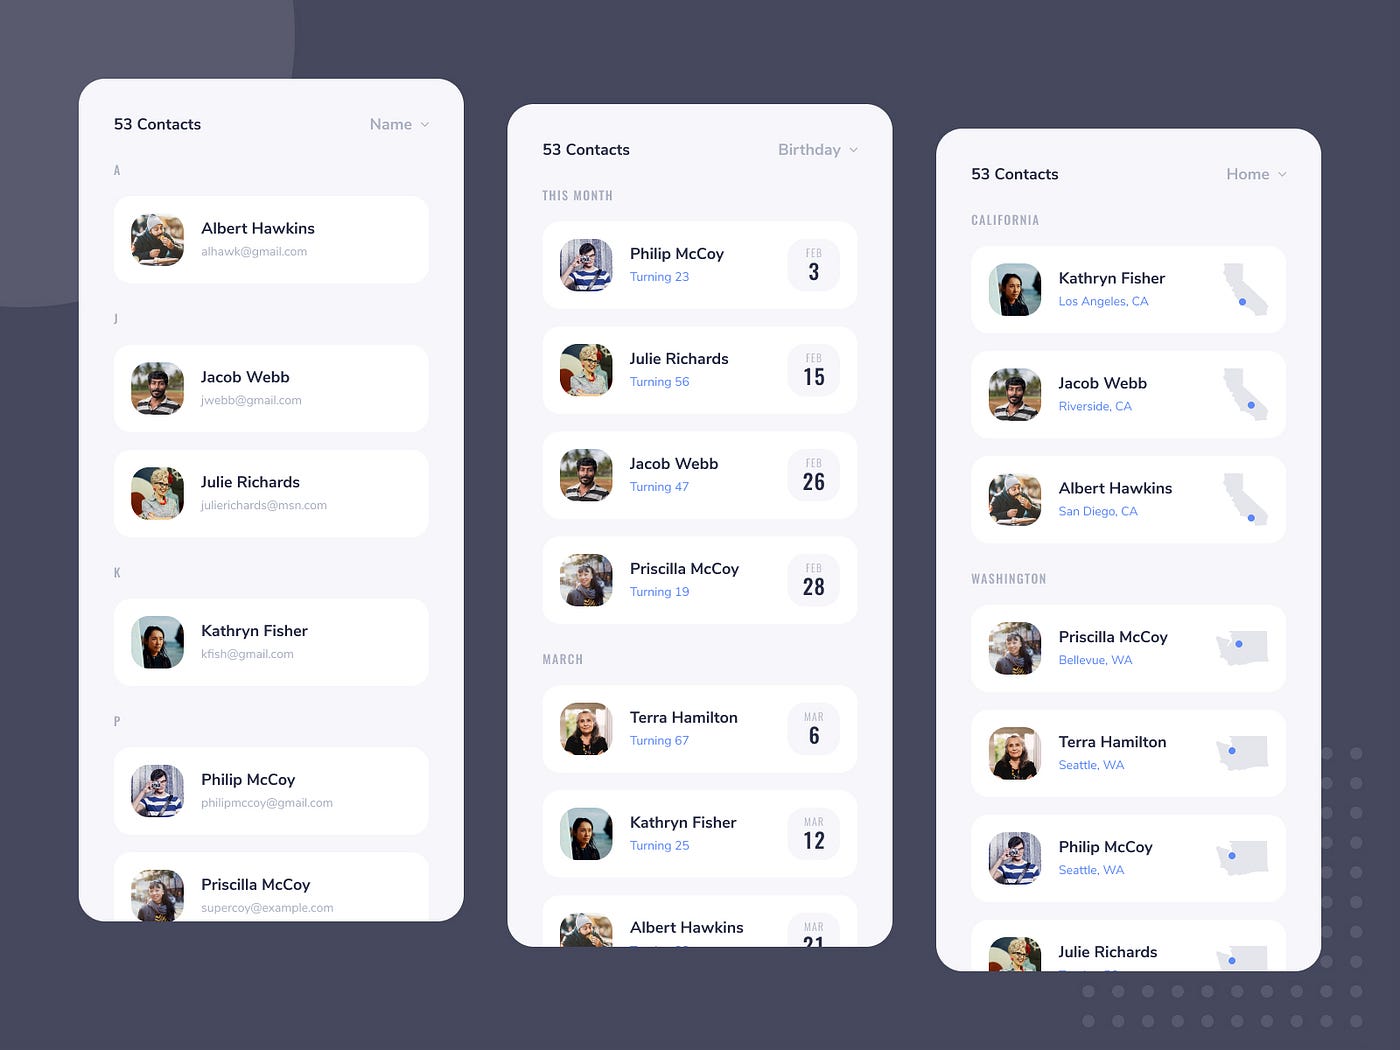 53 Contacts
Name
A
Albert Hawkins
alhawk@gmail.com
J
Jacob Webb
jwebb@gmail.com
Julie Richards
julierichards@msn.com
K
Kathryn Fisher
kfish@gmail.com
P
Philip McCoy
philipmccoy@gmail.com
Priscilla McCoy
supercoy@example.com
53 Contacts
Birthday
THIS MONTH
Philip McCoy
Turning 23
FEB
3
Julie Richards
Turning 56
FEB
15
Jacob Webb
Turning 47
FEB
26
Priscilla McCoy
Turning 19
FEB
28
MARCH
Terra Hamilton
Turning 67
MAR
6
Kathryn Fisher
Turning 25
MAR
12
Albert Hawkins
MAR
21
53 Contacts
Home
CALIFORNIA
Kathryn Fisher
Los Angeles, CA
Jacob Webb
Riverside, CA
Albert Hawkins
San Diego, CA
WASHINGTON
Priscilla McCoy
Bellevue, WA
Terra Hamilton
Seattle, WA
Philip McCoy
Seattle, WA
Julie Richards